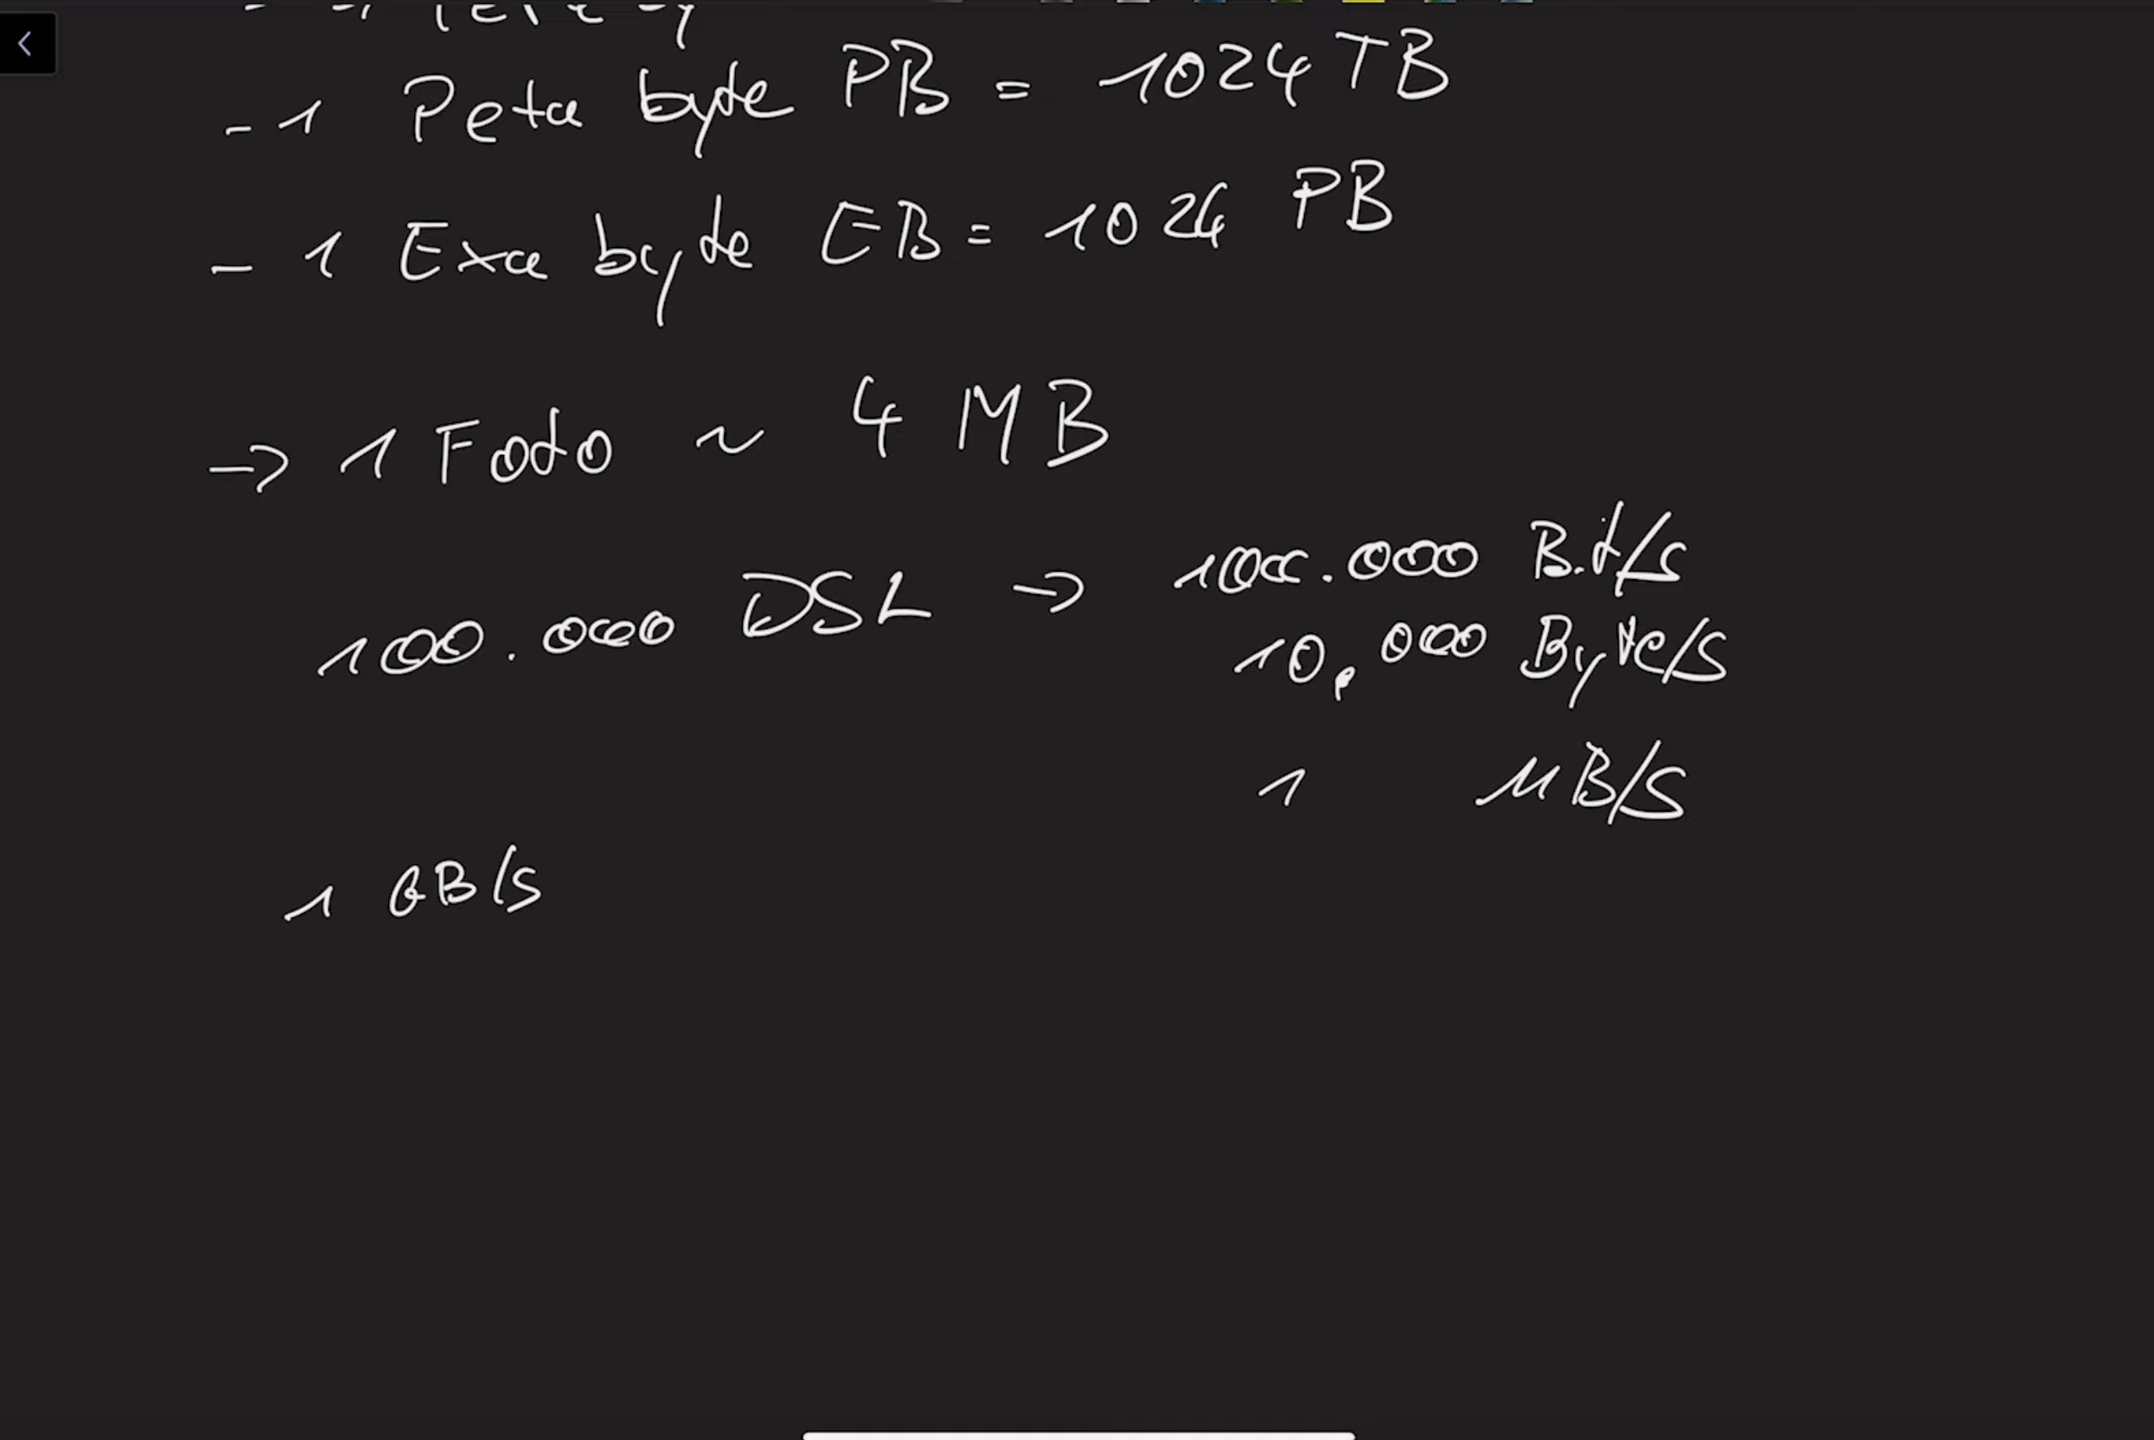 - 1 Peta byte PB = 1024 TB
- 1 Exa byte EB = 1024 PB
→ 1 Foto ~ 4 MB
100.000 DSL → 100.000 Bit/s
10.000 Byte/s
1 MB/s
1 GB/s